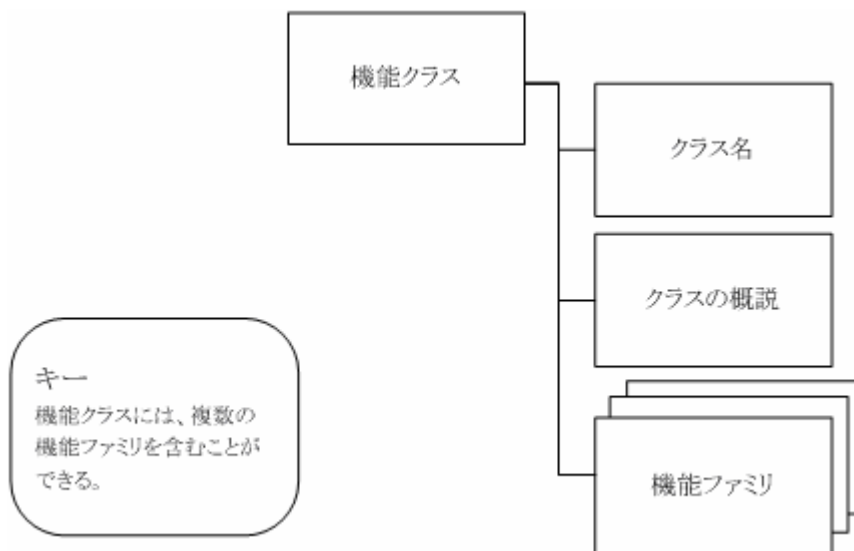 機能クラス
クラス名
クラスの概説
機能ファミリ
キー
機能クラスには、複数の
機能ファミリを含むことが
できる。